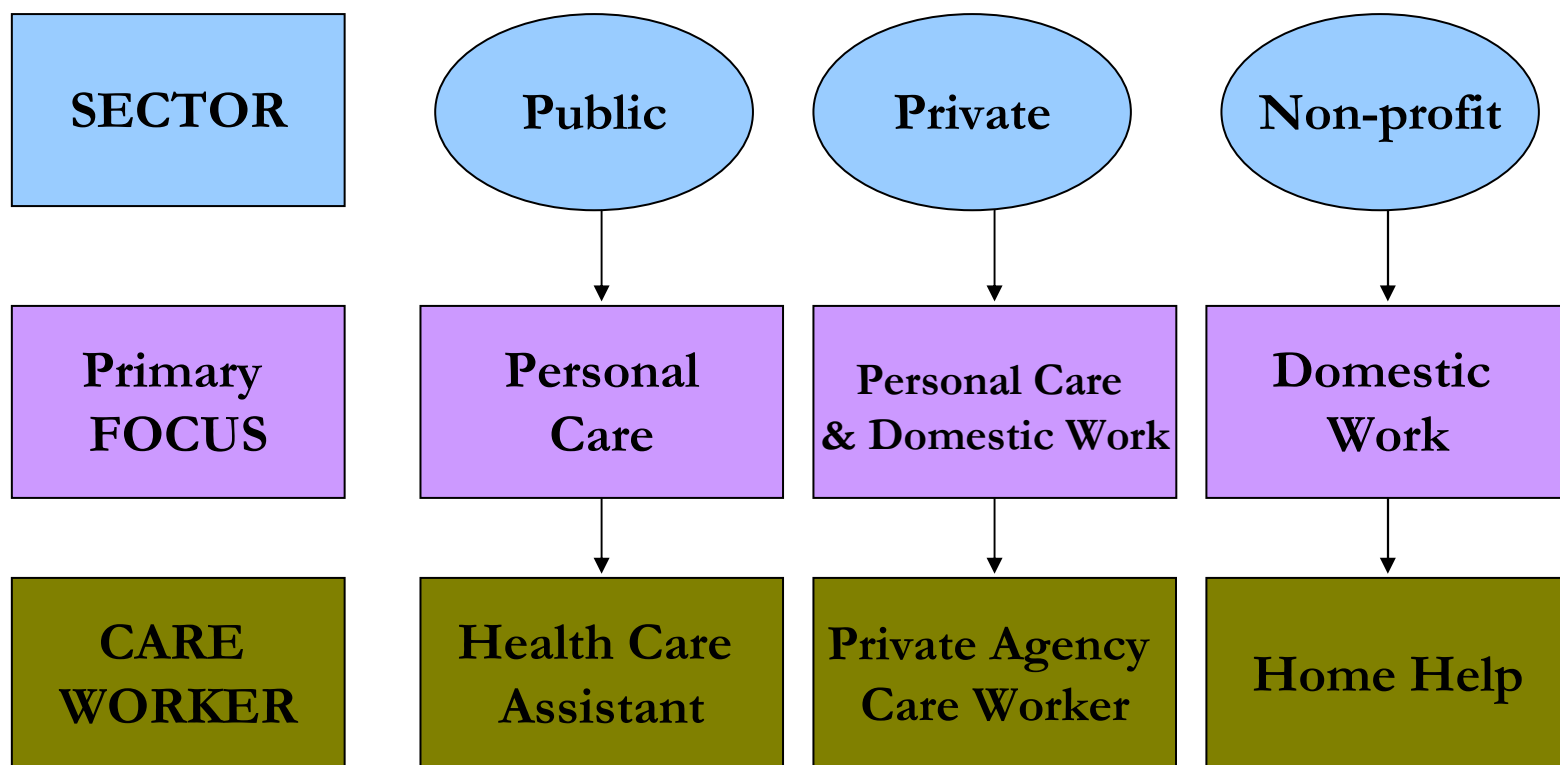 SECTOR
Public
Private
Non-profit
Primary
FOCUS
Personal
Care
Personal Care
& Domestic Work
Domestic
Work
CARE
WORKER
Health Care
Assistant
Private Agency
Care Worker
Home Help